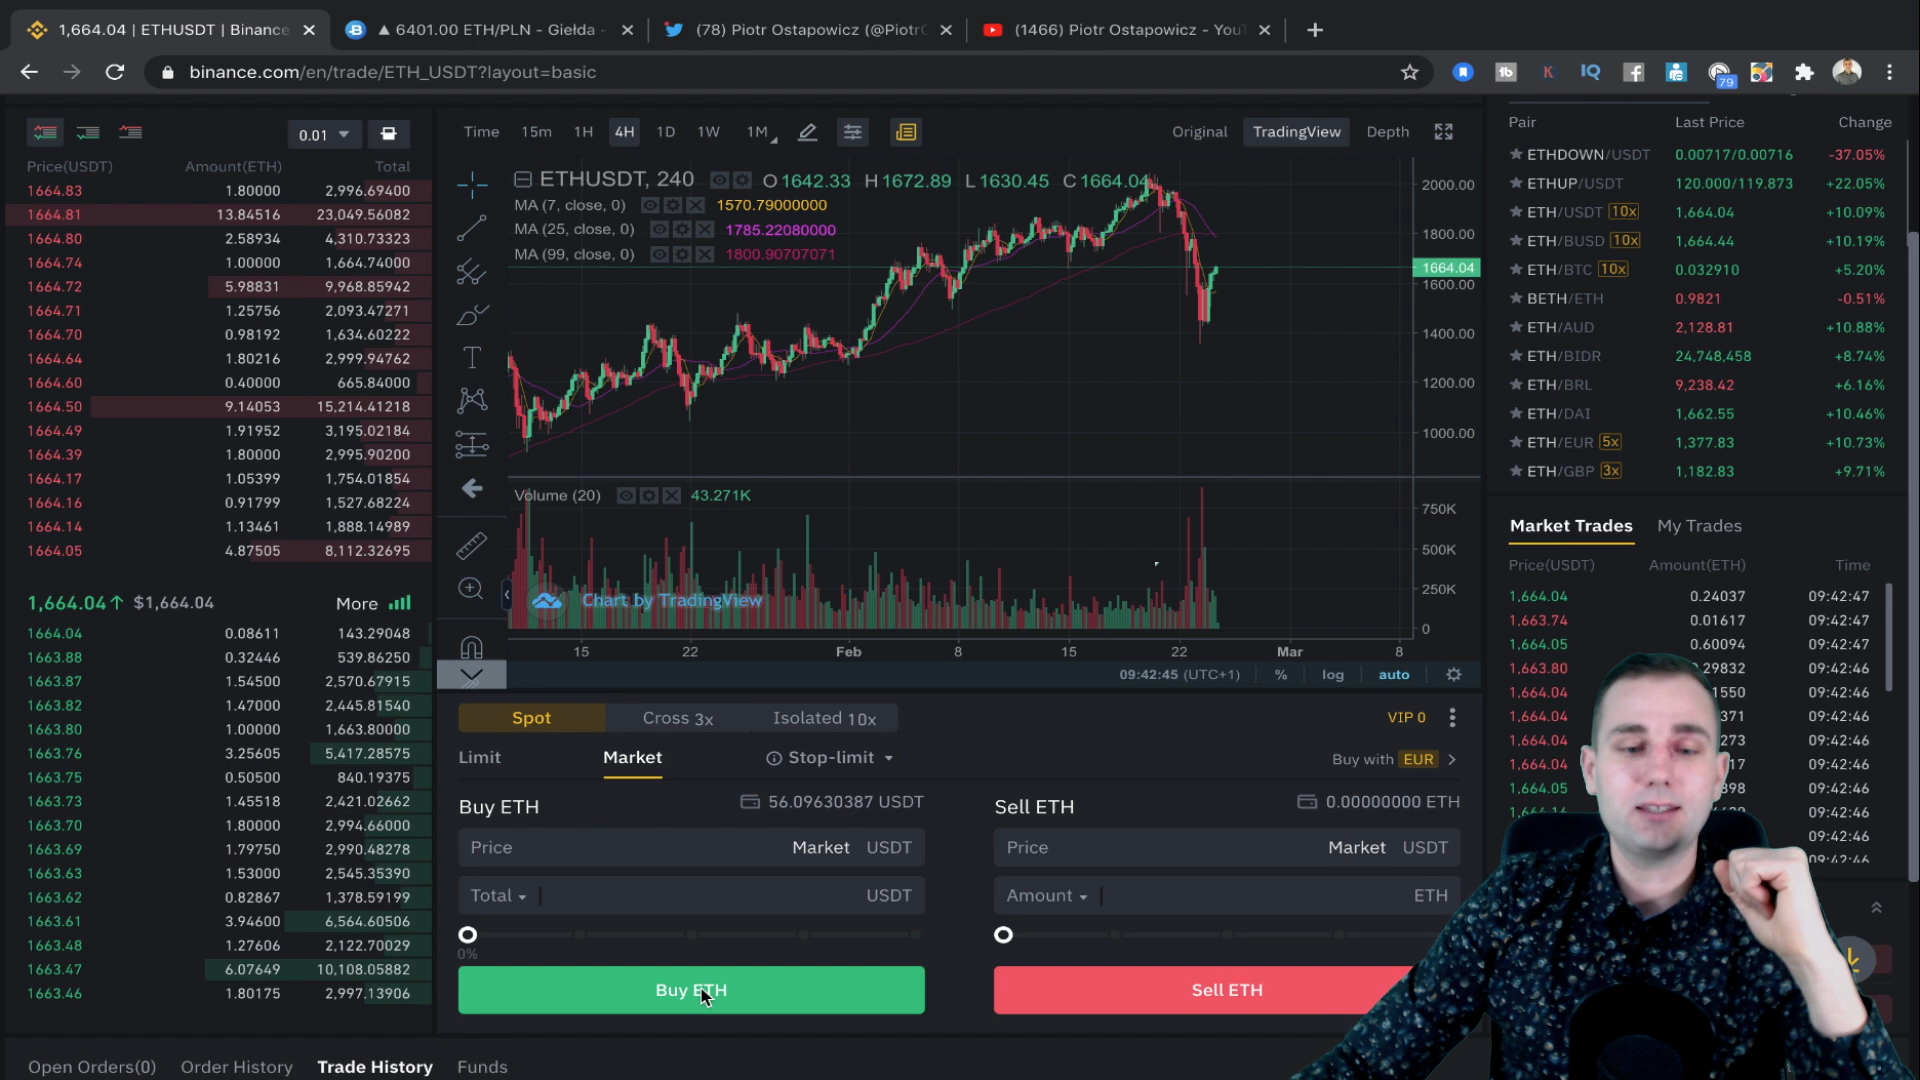 1,664.04 | ETHUSDT | Binance
▲ 6401.00 ETH/PLN - Giełda -
(78) Piotr Ostapowicz (@PiotrO
(1466) Piotr Ostapowicz - YouT
binance.com/en/trade/ETH_USDT?layout=basic
79
0.01
Price(USDT) Amount(ETH) Total
1664.83 1.80000 2,996.69400
1664.81 13.84516 23,049.56082
1664.80 2.58934 4,310.73323
1664.74 1.00000 1,664.74000
1664.72 5.98831 9,968.85942
1664.71 1.25756 2,093.47271
1664.70 0.98192 1,634.60222
1664.64 1.80216 2,999.94762
1664.60 0.40000 665.84000
1664.50 9.14053 15,214.41218
1664.49 1.91952 3,195.02184
1664.39 1.80000 2,995.90200
1664.17 1.05399 1,754.01854
1664.16 0.91799 1,527.68224
1664.14 1.13461 1,888.14989
1664.05 4.87505 8,112.32695
1,664.04↑ $1,664.04 More
1664.04 0.08611 143.29048
1663.88 0.32446 539.86250
1663.87 1.54500 2,570.67915
1663.82 1.47000 2,445.81540
1663.80 1.00000 1,663.80000
1663.76 3.25605 5,417.28575
1663.75 0.50500 840.19375
1663.73 1.45518 2,421.02662
1663.70 1.80000 2,994.66000
1663.69 1.79750 2,990.48278
1663.63 1.53000 2,545.35390
1663.62 0.82867 1,378.59199
1663.61 3.94600 6,564.60506
1663.48 1.27606 2,122.70029
1663.47 6.07649 10,108.05882
1663.46 1.80175 2,997.13906
Time 15m 1H 4H 1D 1W 1M
Original TradingView Depth
ETHUSDT, 240 O 1642.33 H 1672.89 L 1630.45 C 1664.04
MA (7, close, 0) 1570.79000000
MA (25, close, 0) 1785.22080000
MA (99, close, 0) 1800.90707071
2000.00
1800.00
1664.04
1600.00
1400.00
1200.00
1000.00
Volume (20) 43.271K
750K
500K
250K
0
Chart by TradingView
15 22 Feb 8 15 22 Mar 8
09:42:45 (UTC+1) % log auto
Spot Cross 3x Isolated 10x VIP 0
Limit Market Stop-limit Buy with EUR
Buy ETH 56.09630387 USDT
Price Market USDT
Total USDT
0%
Buy ETH
Sell ETH 0.00000000 ETH
Price Market USDT
Amount ETH
Sell ETH
Pair Last Price Change
ETHDOWN/USDT 0.00717/0.00716 -37.05%
ETHUP/USDT 120.000/119.873 +22.05%
ETH/USDT 10x 1,664.04 +10.09%
ETH/BUSD 10x 1,664.44 +10.19%
ETH/BTC 10x 0.032910 +5.20%
BETH/ETH 0.9821 -0.51%
ETH/AUD 2,128.81 +10.88%
ETH/BIDR 24,748,458 +8.74%
ETH/BRL 9,238.42 +6.16%
ETH/DAI 1,662.55 +10.46%
ETH/EUR 5x 1,377.83 +10.73%
ETH/GBP 3x 1,182.83 +9.71%
Market Trades My Trades
Price(USDT) Amount(ETH) Time
1,664.04 0.24037 09:42:47
1,663.74 0.01617 09:42:47
1,664.05 0.60094 09:42:47
1,663.80 .29832 09:42:46
1,664.04 1550 09:42:46
1,664.04 371 09:42:46
1,664.04 273 09:42:46
1,664.04 17 09:42:46
1,664.05 398 09:42:46
09:42:46
09:42:46
09:42:46
Open Orders(0) Order History Trade History Funds